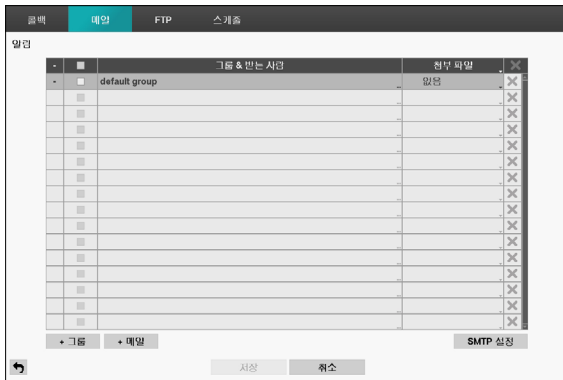 콜백 메일 FTP 스케줄
알림
- 그룹 & 받는 사람 첨부 파일
- default group ... 없음
+ 그룹 + 메일 SMTP 설정
저장 취소